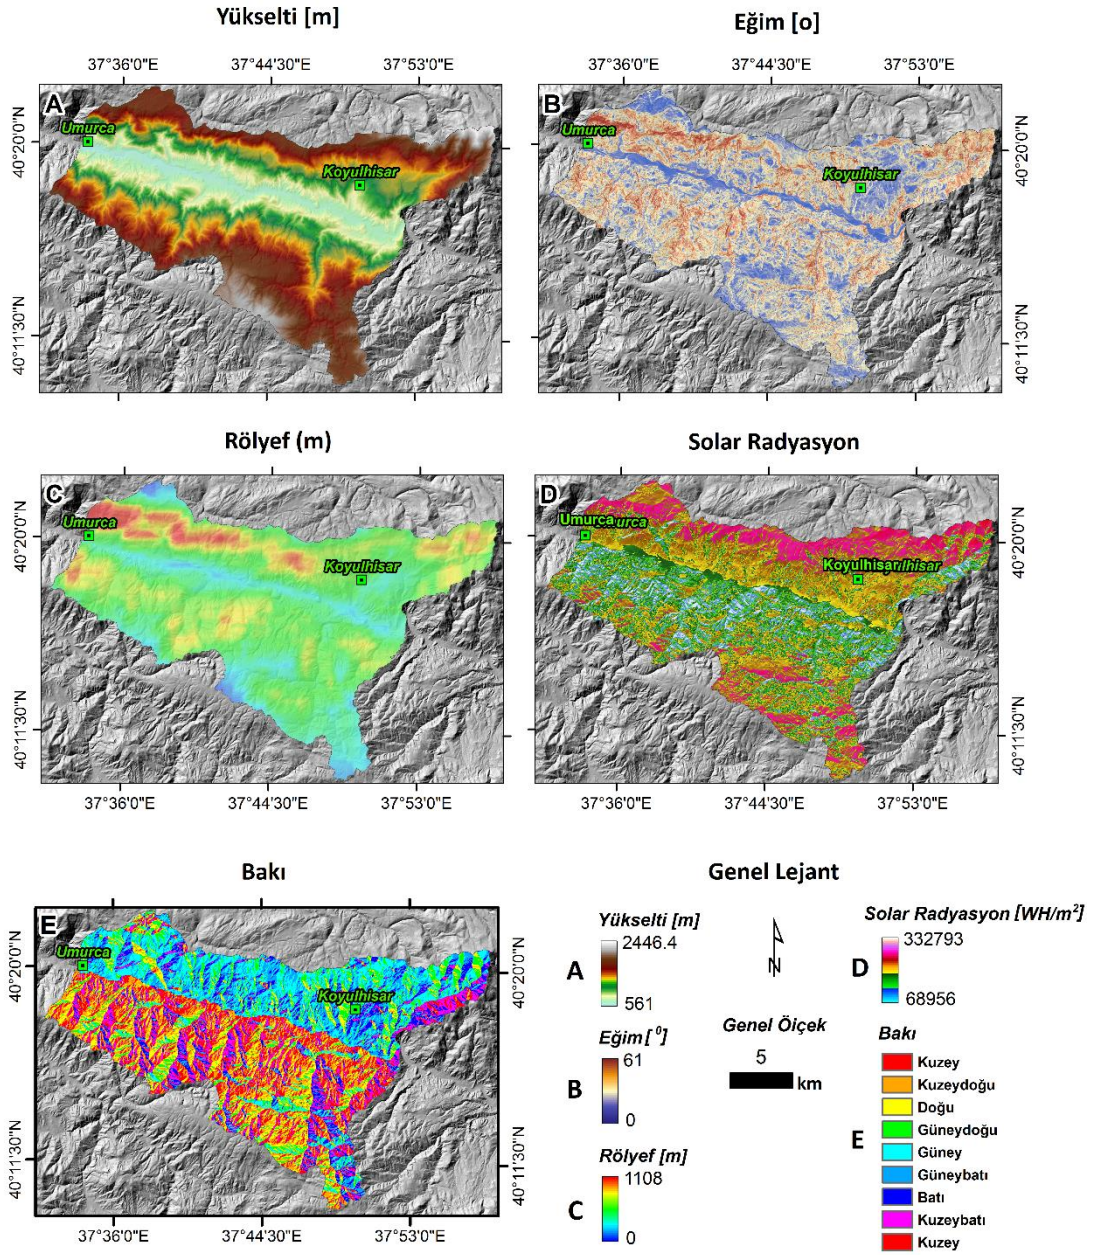 Yükselti [m]
Eğim [o]
37°36'0"E 37°44'30"E 37°53'0"E
37°36'0"E 37°44'30"E 37°53'0"E
A
Umurca
Koyulhisar
40°20'0"N
40°11'30"N
B
Umurca
Koyulhisar
40°20'0"N
40°11'30"N
Rölyef (m)
Solar Radyasyon
C
Umurca
Koyulhisar
40°20'0"N
40°11'30"N
D
Umurca urca
Koyulhisar lhisar
40°20'0"N
40°11'30"N
37°36'0"E 37°44'30"E 37°53'0"E
37°36'0"E 37°44'30"E 37°53'0"E
Bakı
Genel Lejant
E
Umurca
Koyulhisar
40°20'0"N
40°11'30"N
40°20'0"N
40°11'30"N
37°36'0"E 37°44'30"E 37°53'0"E
Yükselti [m]
2446.4
A
561
N
Solar Radyasyon [WH/m²]
332793
D
68956
Eğim[ ⁰]
61
B
0
Genel Ölçek
5
km
Rölyef [m]
1108
C
0
Bakı
Kuzey
Kuzeydoğu
Doğu
Güneydoğu
E
Güney
Güneybatı
Batı
Kuzeybatı
Kuzey